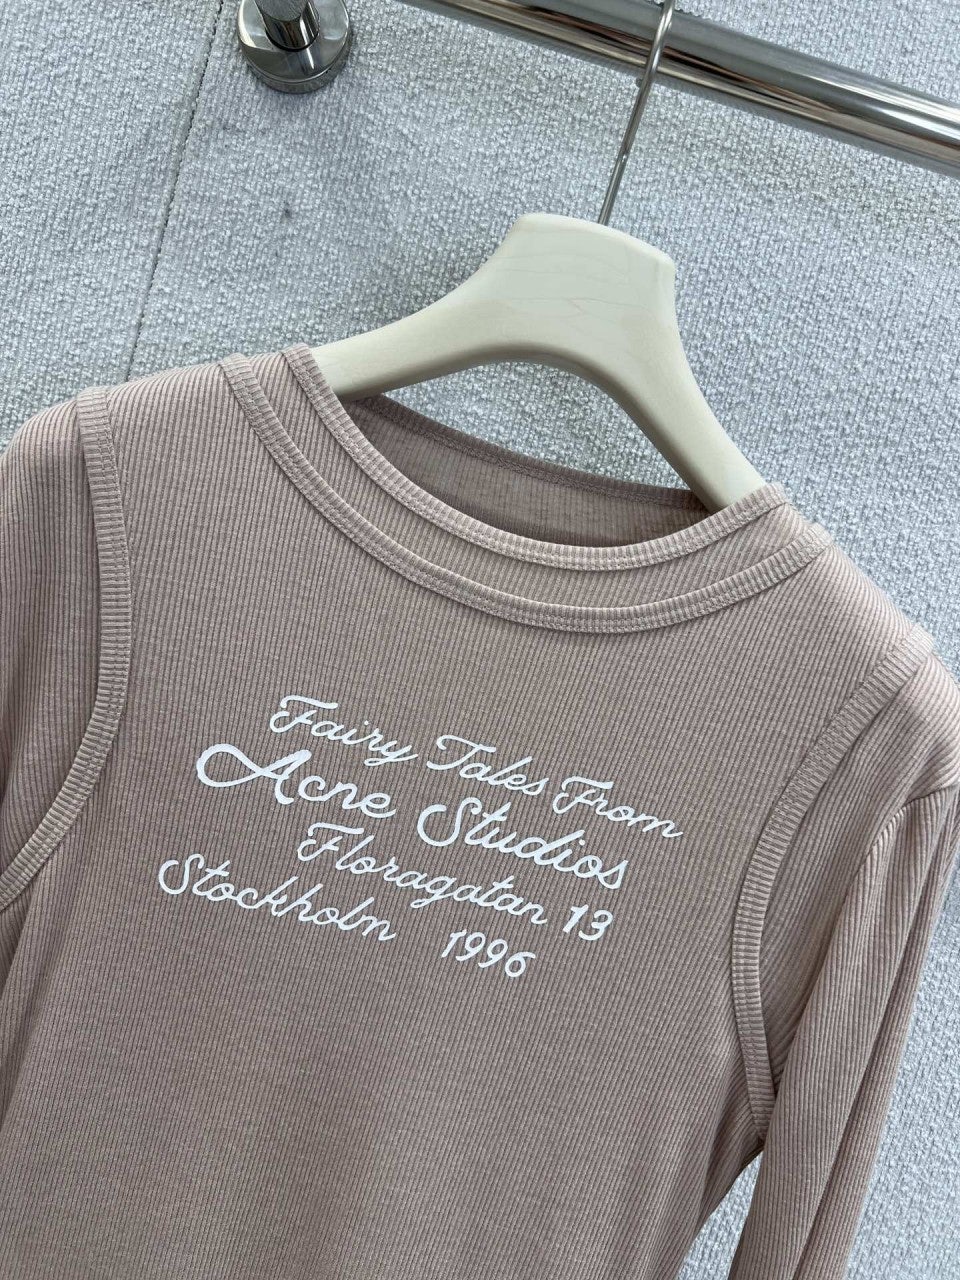 Fairy Tales From
Acne Studios
Floragatan 13
Stockholm 1996